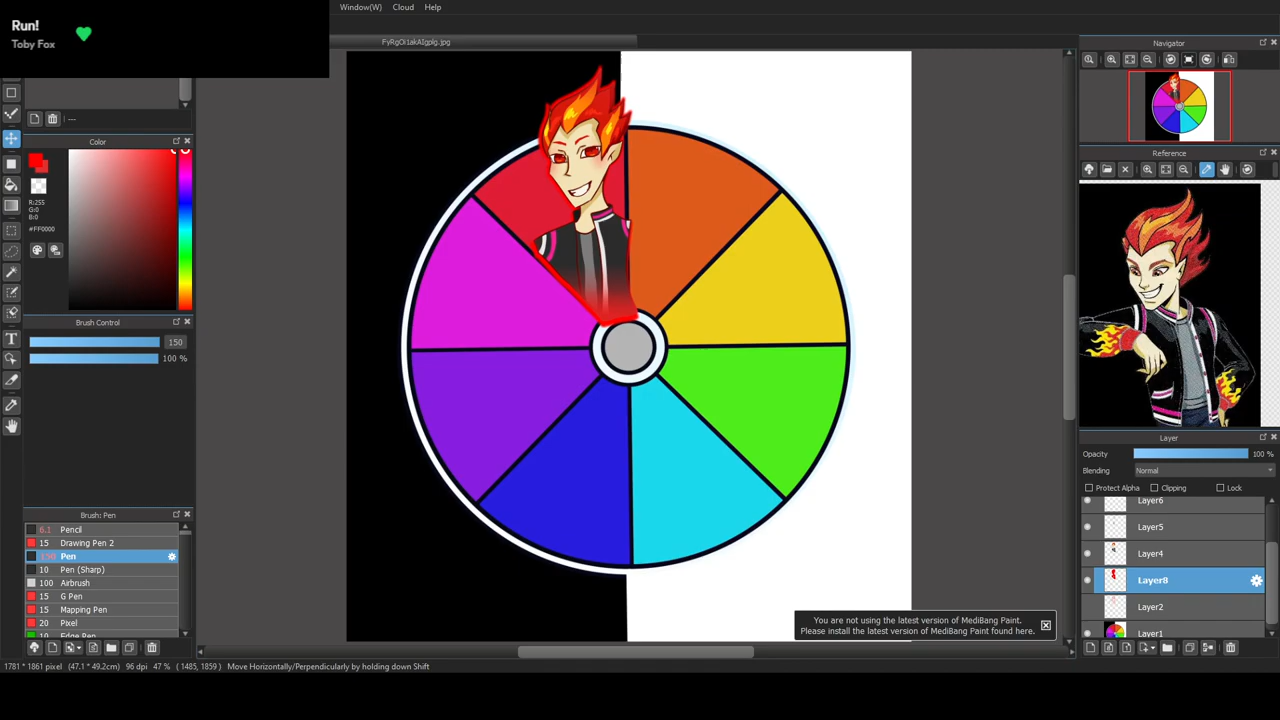 Run!
Toby Fox
Window(W) Cloud Help
FyRgOi1akAIgplg.jpg
Navigator
---
Color
Reference
R:255
G:0
B:0
#FF0000
Brush Control
150
100 %
Layer
Opacity 100 %
Blending Normal
Protect Alpha Clipping Lock
Layer6
Layer5
Layer4
Layer8
Layer2
Layer1
Brush: Pen
6.1 Pencil
15 Drawing Pen 2
150 Pen
10 Pen (Sharp)
100 Airbrush
15 G Pen
15 Mapping Pen
20 Pixel
10 Edge Pen
You are not using the latest version of MediBang Paint.
Please install the latest version of MediBang Paint found here.
1781 * 1861 pixel (47.1 * 49.2cm) 96 dpi 47 % ( 1485, 1859 ) Move Horizontally/Perpendicularly by holding down Shift